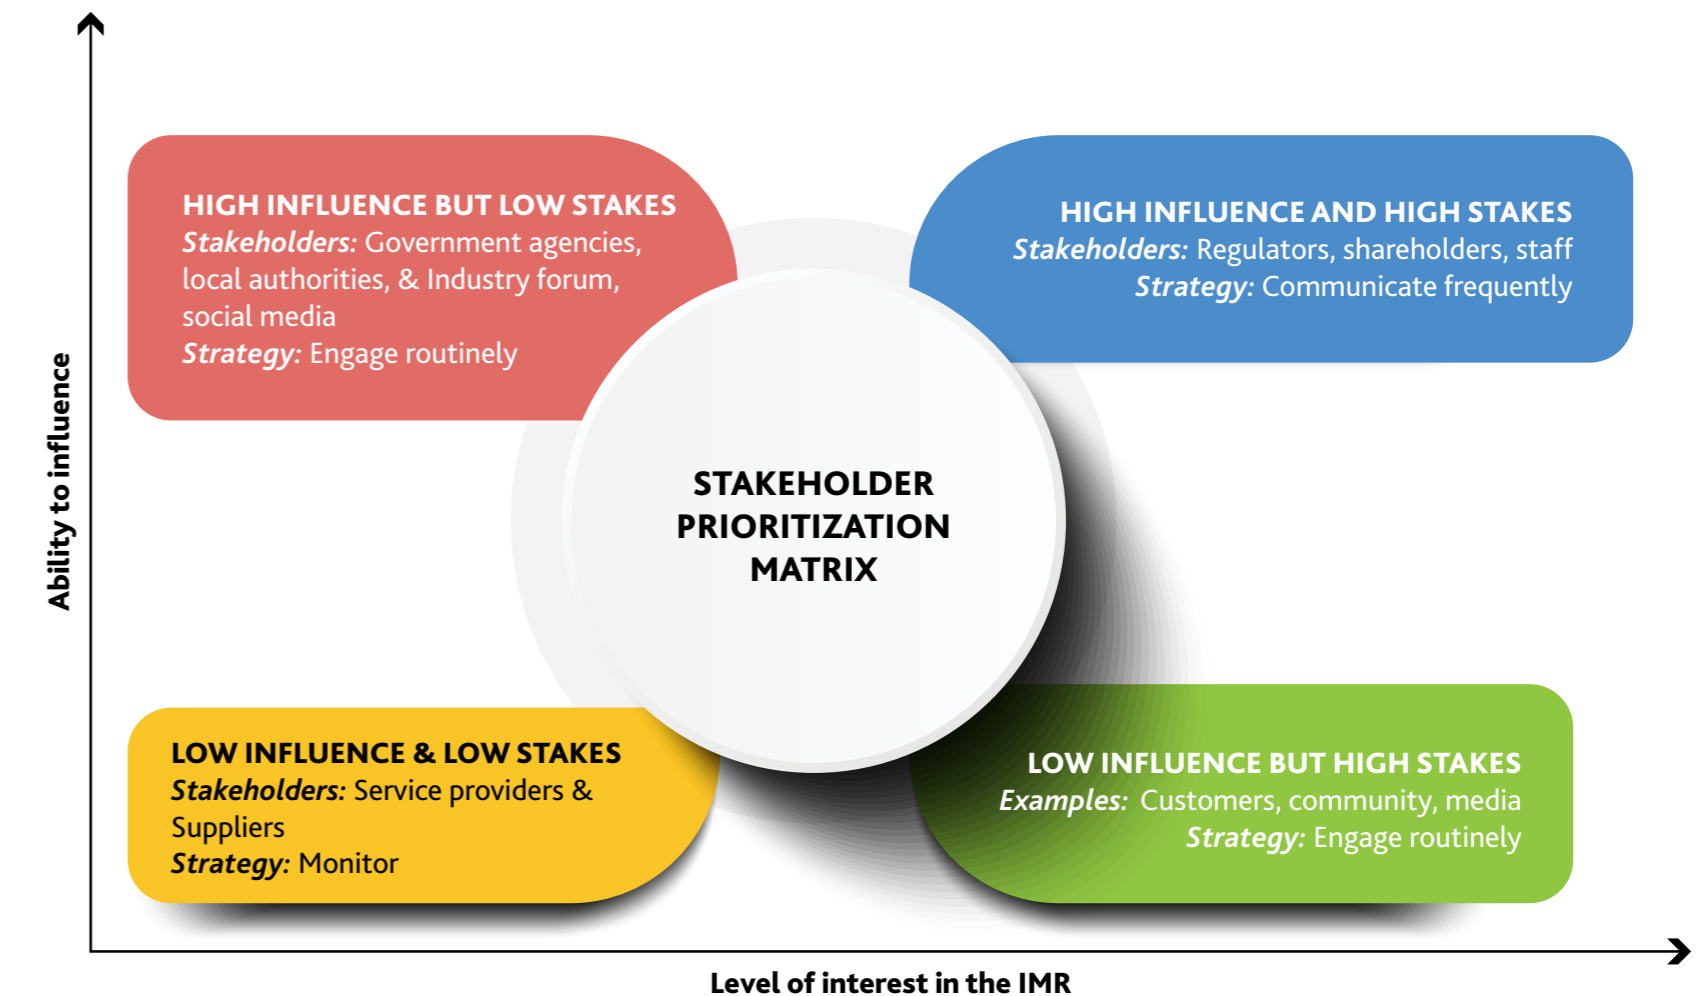 HIGH INFLUENCE BUT LOW STAKES
Stakeholders: Government agencies,
local authorities, & Industry forum,
social media
Strategy: Engage routinely
HIGH INFLUENCE AND HIGH STAKES
Stakeholders: Regulators, shareholders, staff
Strategy: Communicate frequently
Ability to influence
STAKEHOLDER
PRIORITIZATION
MATRIX
LOW INFLUENCE & LOW STAKES
Stakeholders: Service providers &
Suppliers
Strategy: Monitor
LOW INFLUENCE BUT HIGH STAKES
Examples: Customers, community, media
Strategy: Engage routinely
Level of interest in the IMR